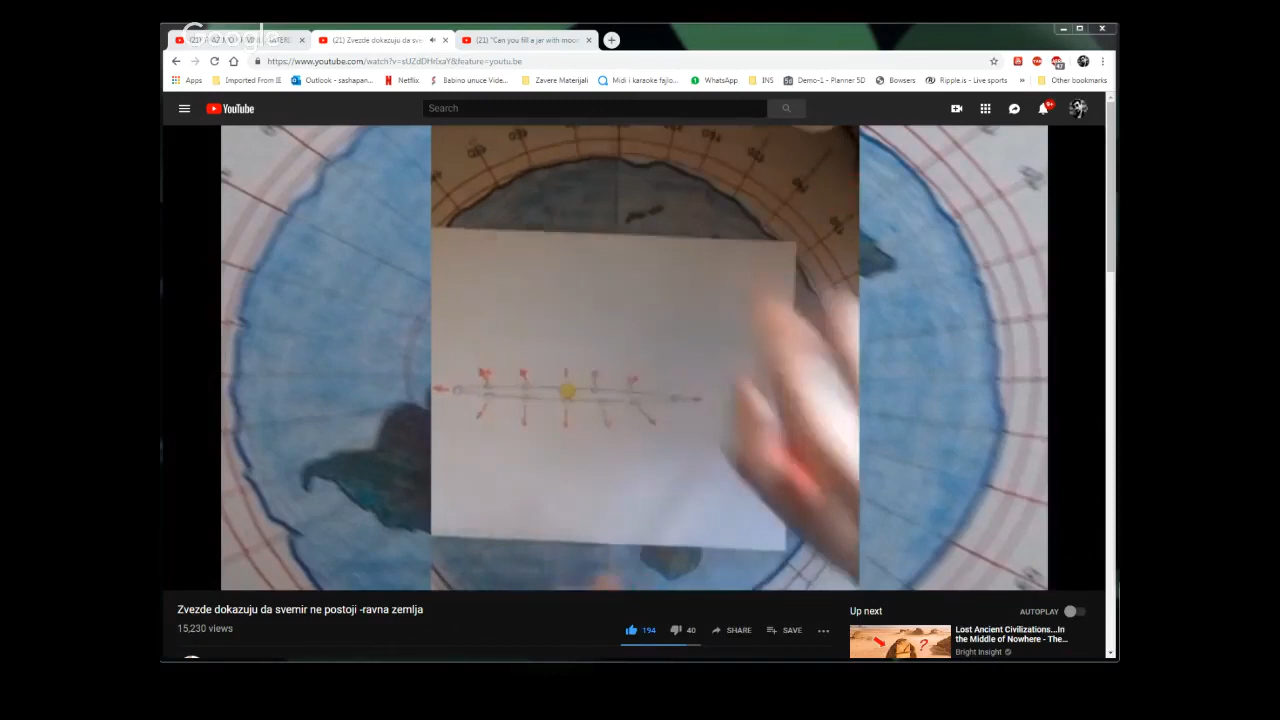 Google
(21) Zvezde dokazuju da sve
(21) "Can you fill a jar with moon
https://www.youtube.com/watch?v=sUZdDHrlxaY&feature=youtu.be
Apps
Imported From IE
Outlook - sashapan...
Netflix
Babino unuce Vide...
Zavere Materijali
Midi i karaoke fajlo...
WhatsApp
INS
Demo-1 - Planner 5D
Bowsers
Ripple.is - Live sports
»
Other bookmarks
YouTube
Search
9+
Zvezde dokazuju da svemir ne postoji -ravna zemlja
15,230 views
194
40
SHARE
SAVE
Up next
AUTOPLAY
Lost Ancient Civilizations...In
the Middle of Nowhere - The...
Bright Insight